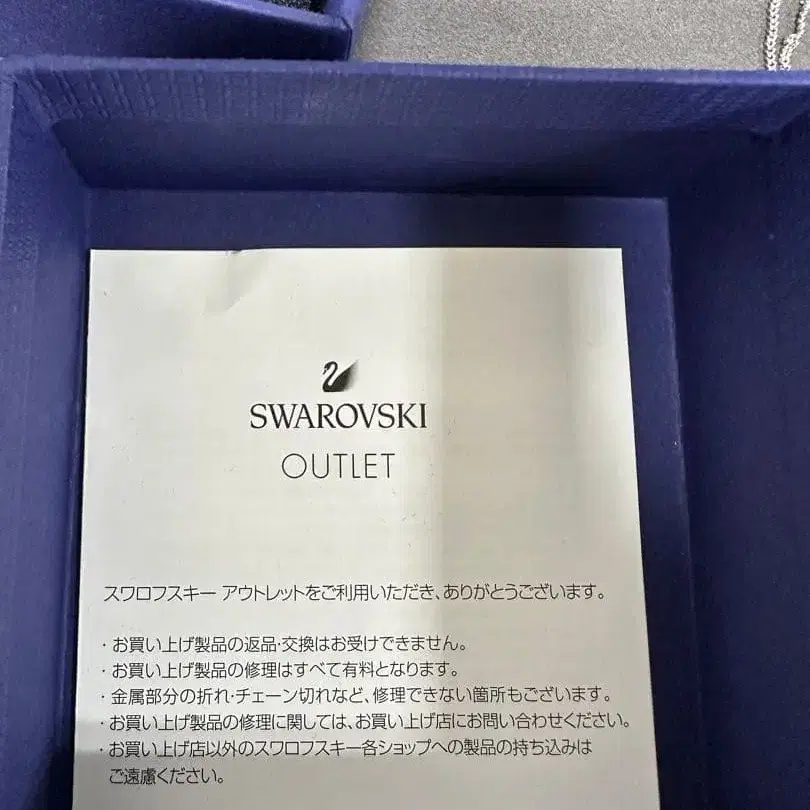 SWAROVSKI
OUTLET
スワロフスキー アウトレットをご利用いただき、ありがとうございます。
・お買い上げ製品の返品・交換はお受けできません。
・お買い上げ製品の修理はすべて有料となります。
・金属部分の折れ・チェーン切れなど、修理できない箇所もございます。
・お買い上げ製品の修理に関しては、お買い上げ店にお問い合わせください。
・お買い上げ店以外のスワロフスキー各ショップへの製品の持ち込みは
ご遠慮ください。